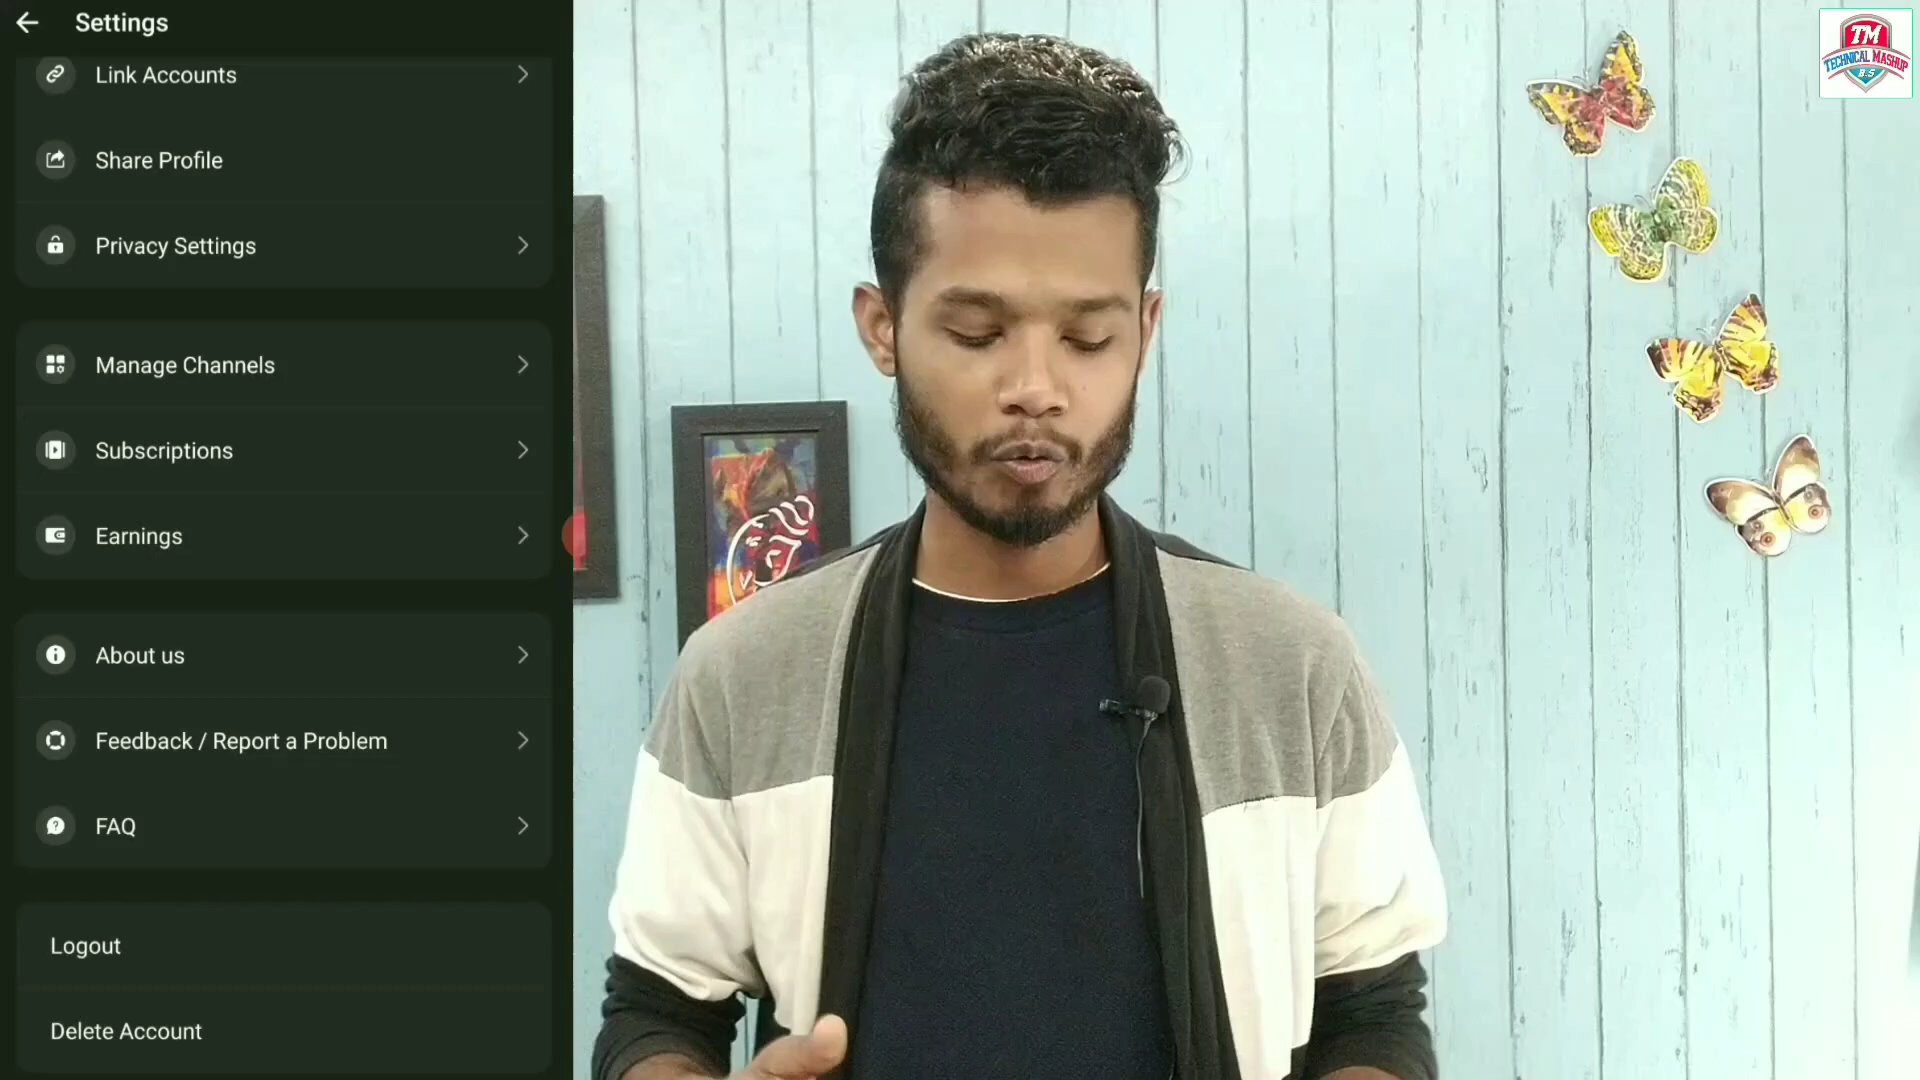 Settings
Link Accounts
Share Profile
Privacy Settings
Manage Channels
Subscriptions
Earnings
About us
Feedback / Report a Problem
FAQ
Logout
Delete Account
TM
TECHNICAL MASHUP
B.S